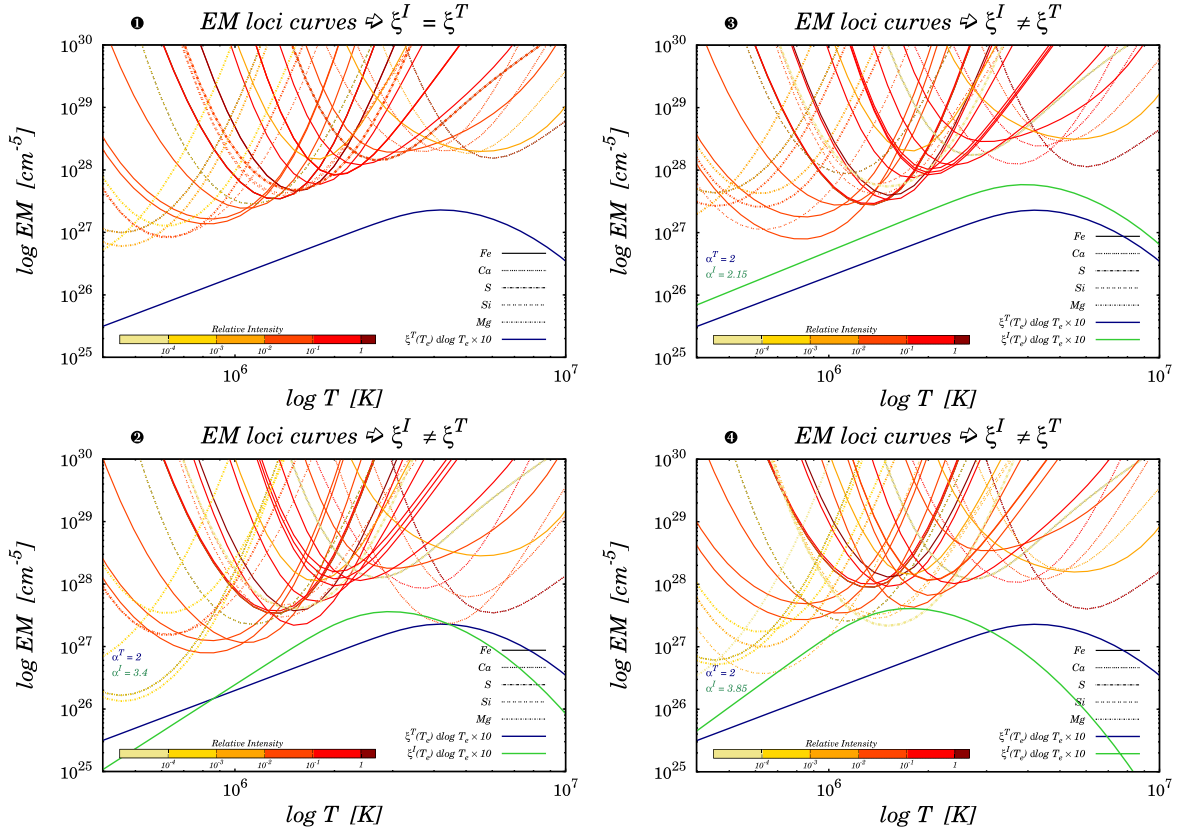 ❶ EM loci curves ➪ ξ^I = ξ^T
log EM [cm^-5]
10^30
10^29
10^28
10^27
10^26
10^25
Fe
Ca
S
Si
Mg
ξ^T(T_e) dlog T_e × 10
Relative Intensity
10^-4 10^-3 10^-2 10^-1 1
10^6 10^7
log T [K]
❸ EM loci curves ➪ ξ^I ≠ ξ^T
log EM [cm^-5]
10^30
10^29
10^28
10^27
10^26
10^25
α^T = 2
α^I = 2.15
Fe
Ca
S
Si
Mg
ξ^T(T_e) dlog T_e × 10
ξ^I(T_e) dlog T_e × 10
Relative Intensity
10^-4 10^-3 10^-2 10^-1 1
10^6 10^7
log T [K]
❷ EM loci curves ➪ ξ^I ≠ ξ^T
log EM [cm^-5]
10^30
10^29
10^28
10^27
10^26
10^25
α^T = 2
α^I = 3.4
Fe
Ca
S
Si
Mg
ξ^T(T_e) dlog T_e × 10
ξ^I(T_e) dlog T_e × 10
Relative Intensity
10^-4 10^-3 10^-2 10^-1 1
10^6 10^7
log T [K]
❹ EM loci curves ➪ ξ^I ≠ ξ^T
log EM [cm^-5]
10^30
10^29
10^28
10^27
10^26
10^25
α^T = 2
α^I = 3.85
Fe
Ca
S
Si
Mg
ξ^T(T_e) dlog T_e × 10
ξ^I(T_e) dlog T_e × 10
Relative Intensity
10^-4 10^-3 10^-2 10^-1 1
10^6 10^7
log T [K]